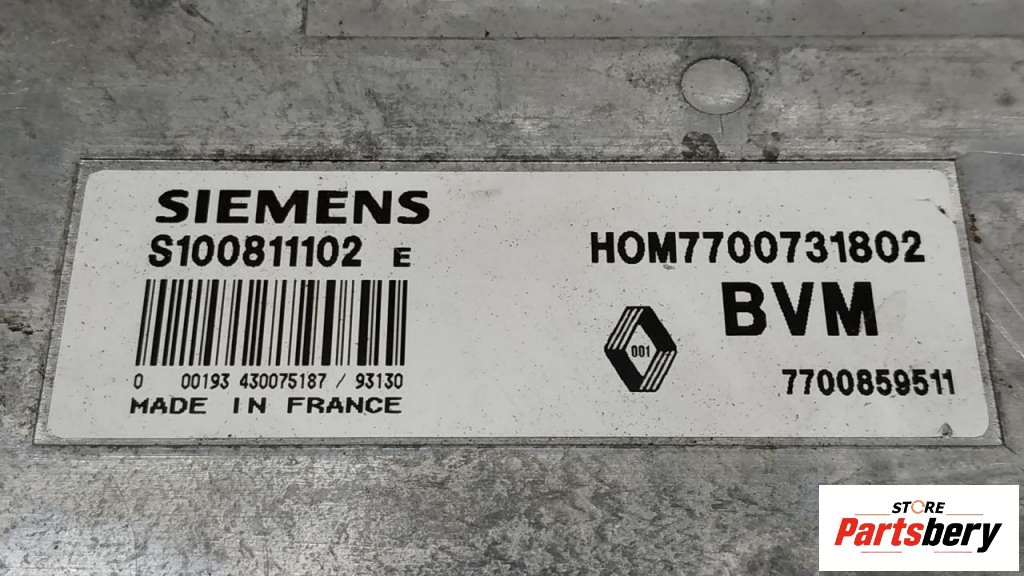 SIEMENS
S100811102 E
0 00193 430075187 / 93130
MADE IN FRANCE
HOM7700731802
BVM
001
7700859511
STORE
Partsbery